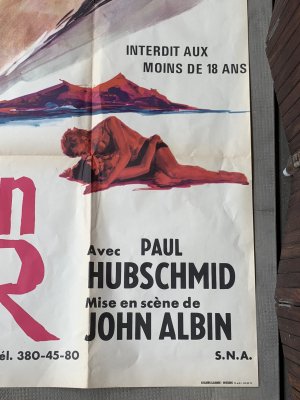 INTERDIT AUX
MOINS DE 18 ANS
n
R
Avec PAUL
HUBSCHMID
Mise en scène de
JOHN ALBIN
él. 380-45-80
S.N.A.